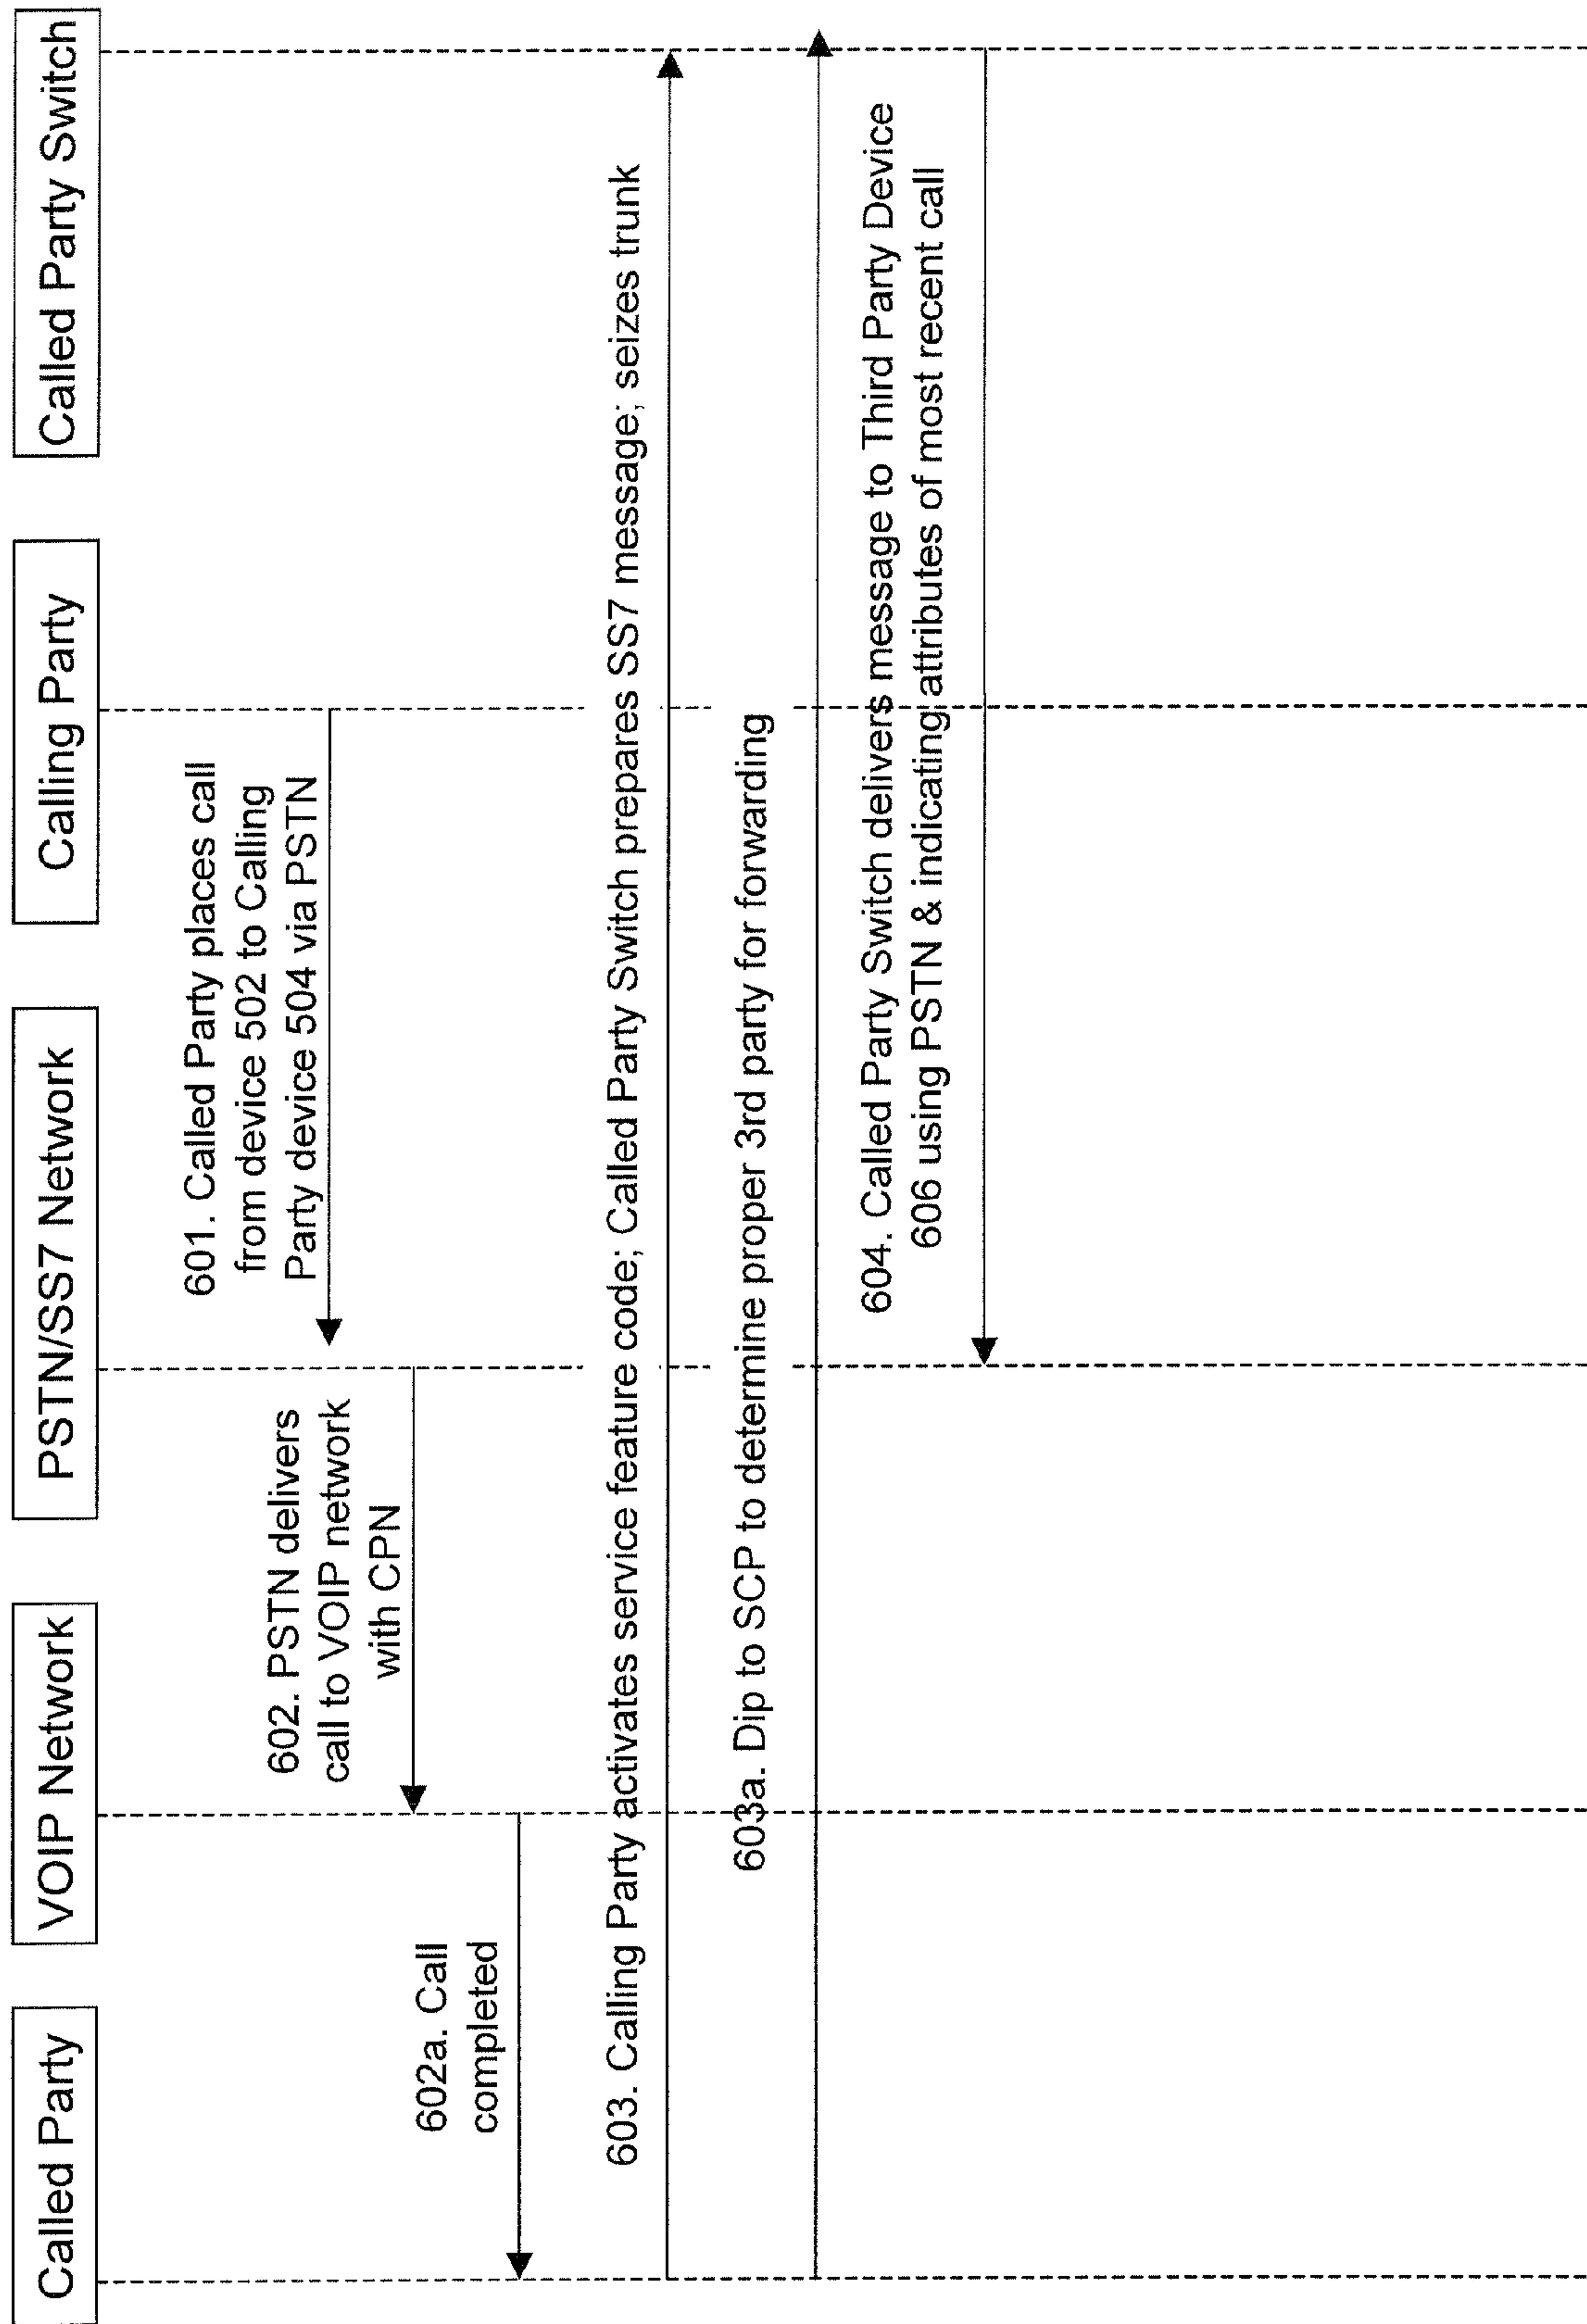 Called Party
VOIP Network
PSTN/SS7 Network
Calling Party
Called Party Switch
601. Called Party places call
from device 502 to Calling
Party device 504 via PSTN
602. PSTN delivers
call to VOIP network
with CPN
602a. Call
completed
603. Calling Party activates service feature code; Called Party Switch prepares SS7 message; seizes trunk
603a. Dip to SCP to determine proper 3rd party for forwarding
604. Called Party Switch delivers message to Third Party Device
606 using PSTN & indicating attributes of most recent call